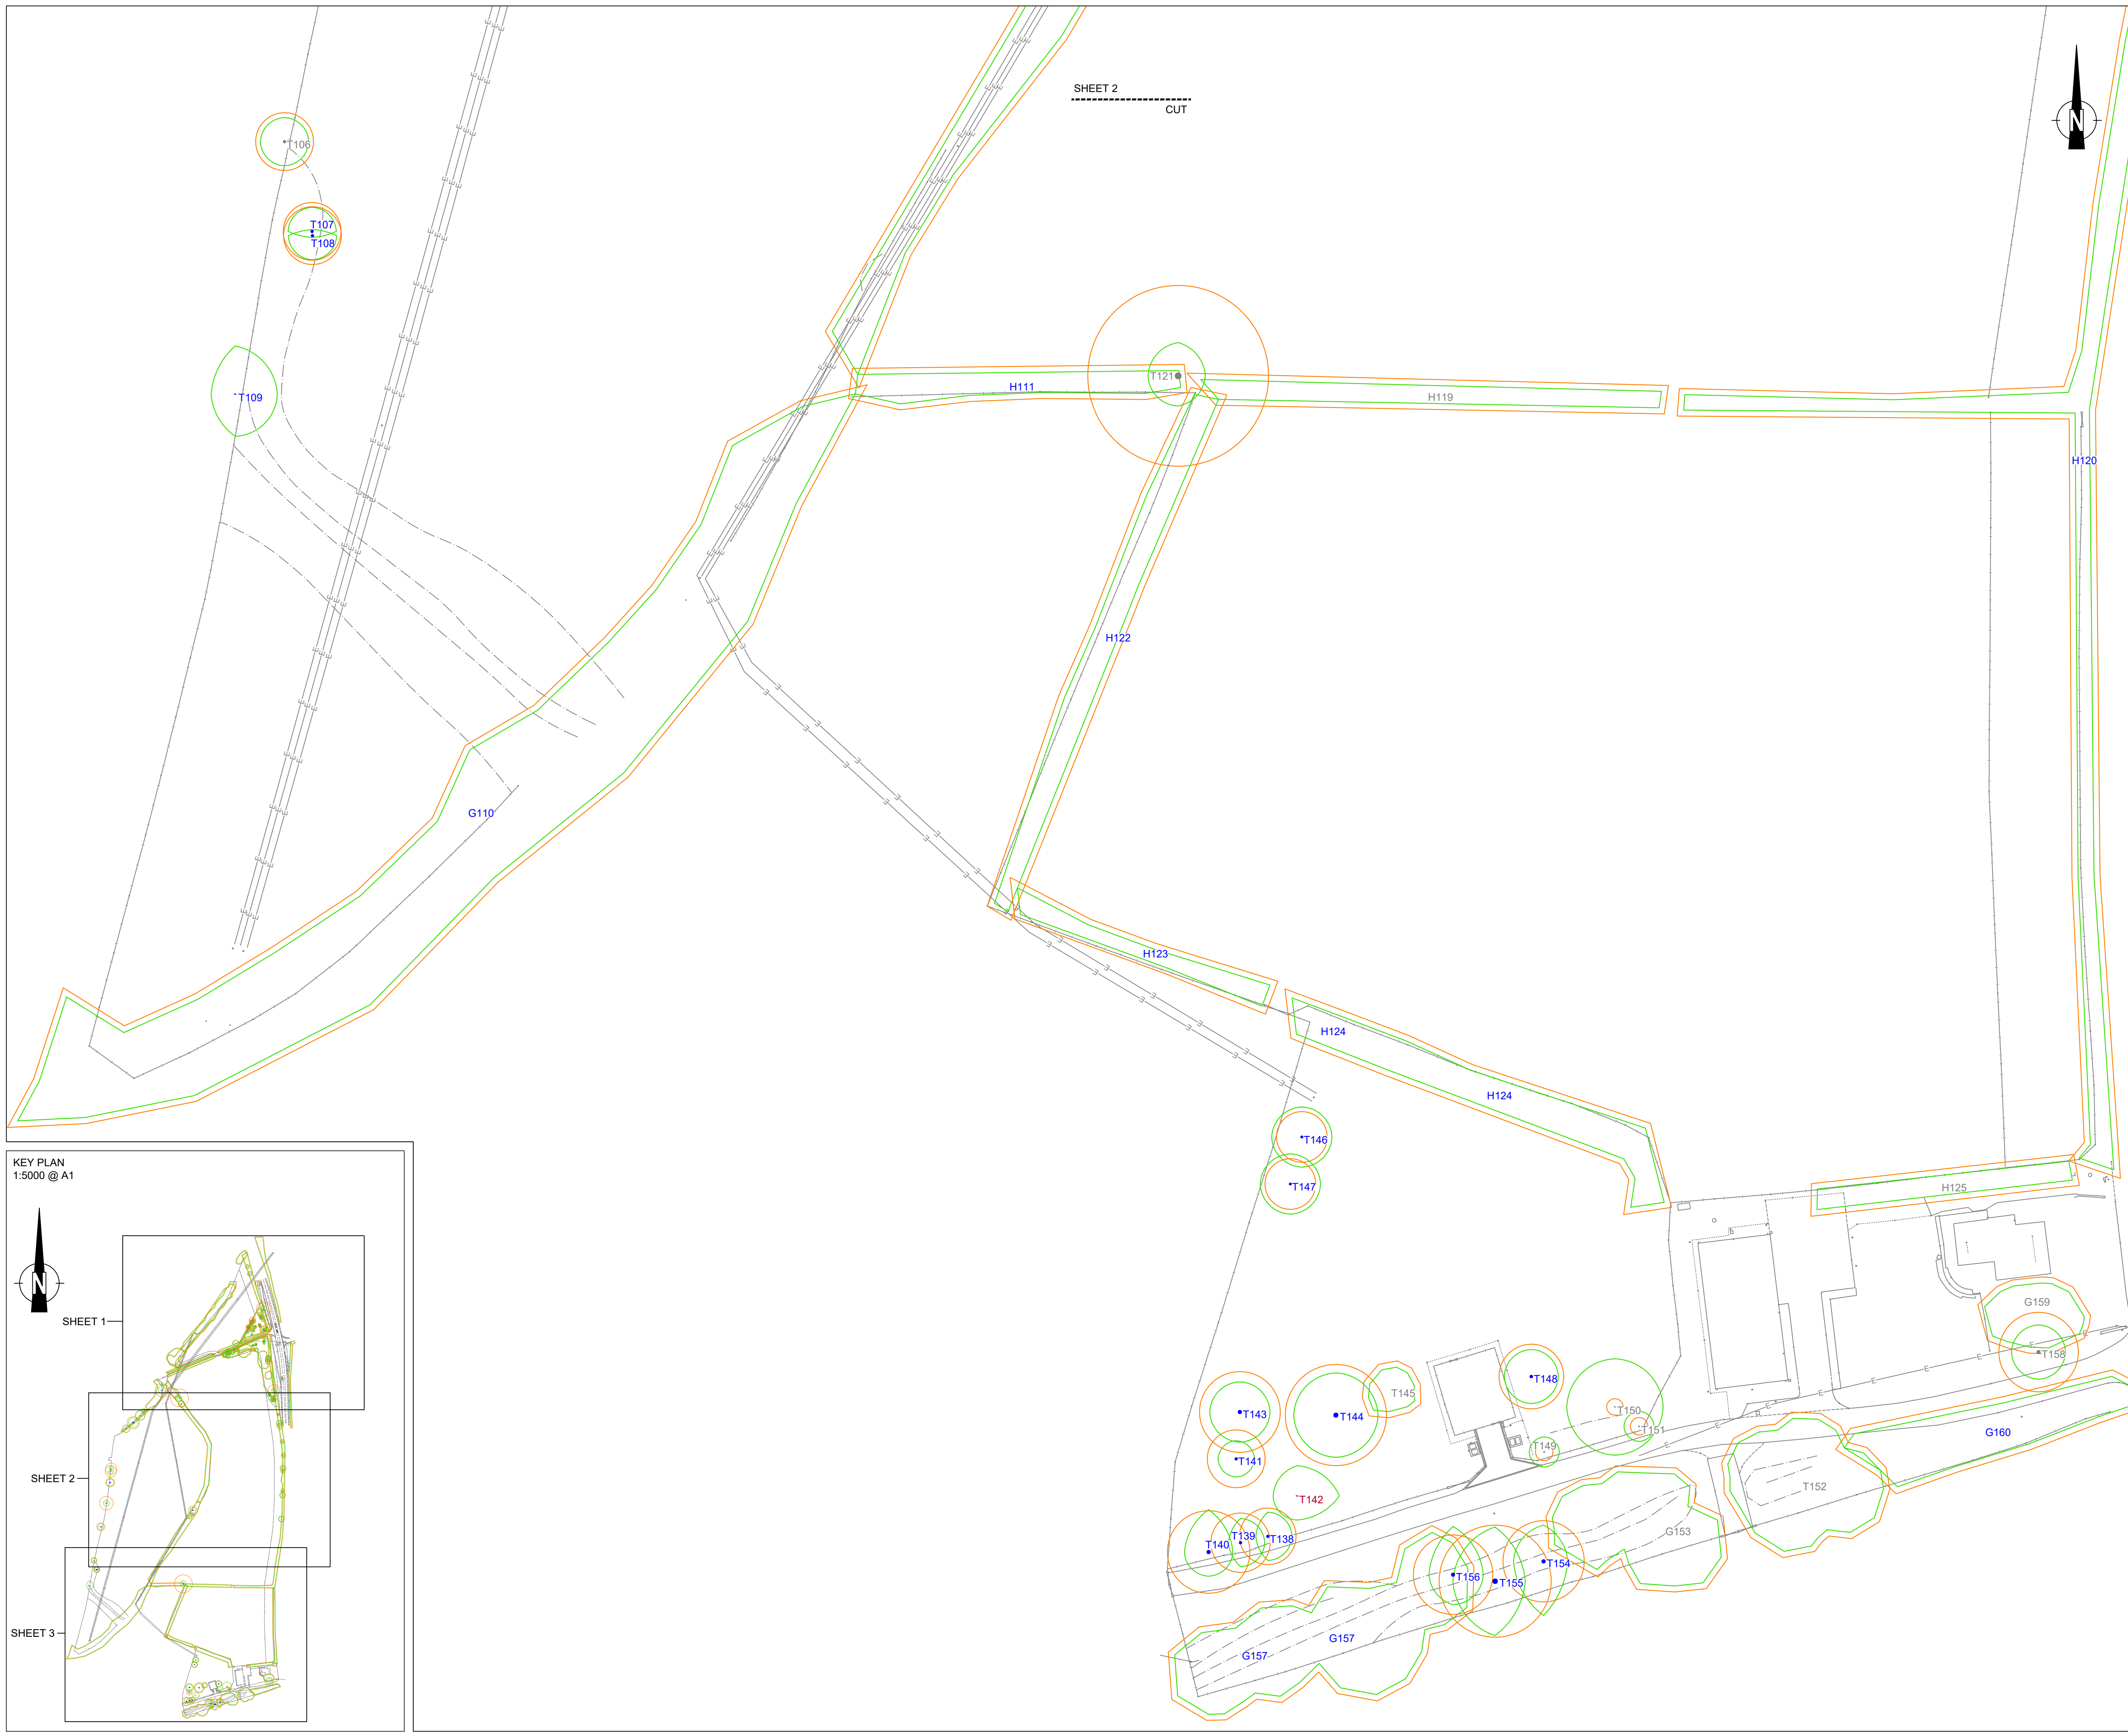 SHEET 2
CUT
N
T106
T107
T108
T109
H111
T121
H119
H120
H122
G110
H123
H124
H124
T146
T147
H125
G159
T158
T148
T145
T143
T144
T150
T151
T149
T141
G160
T142
T152
T139
T138
T140
G153
T154
T156
T155
G157
G157
KEY PLAN
1:5000 @ A1
N
SHEET 1
SHEET 2
SHEET 3